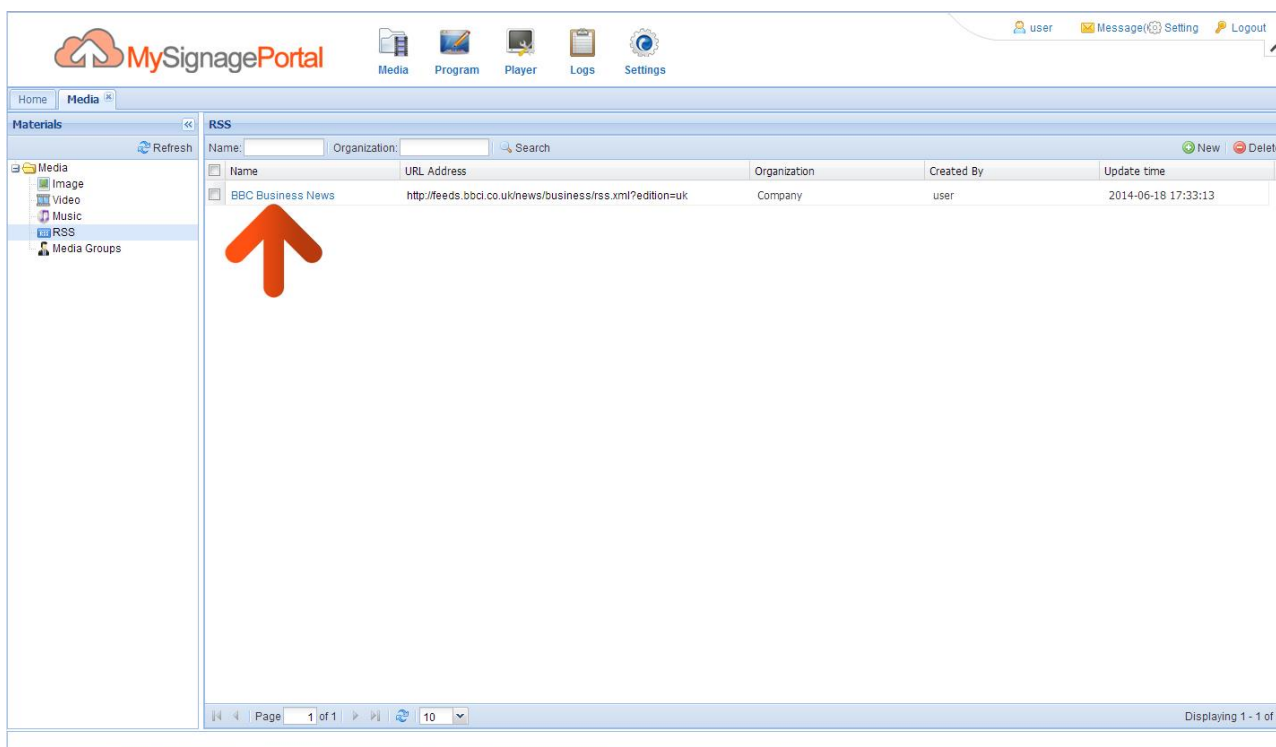 MySignagePortal
Media Program Player Logs Settings
user Message( Setting Logout
Home Media
Materials
Refresh
Media
Image
Video
Music
RSS
Media Groups
RSS
Name: Organization: Search New Delet
Name URL Address Organization Created By Update time
BBC Business News http://feeds.bbci.co.uk/news/business/rss.xml?edition=uk Company user 2014-06-18 17:33:13
Page 1 of 1 10 Displaying 1 - 1 of